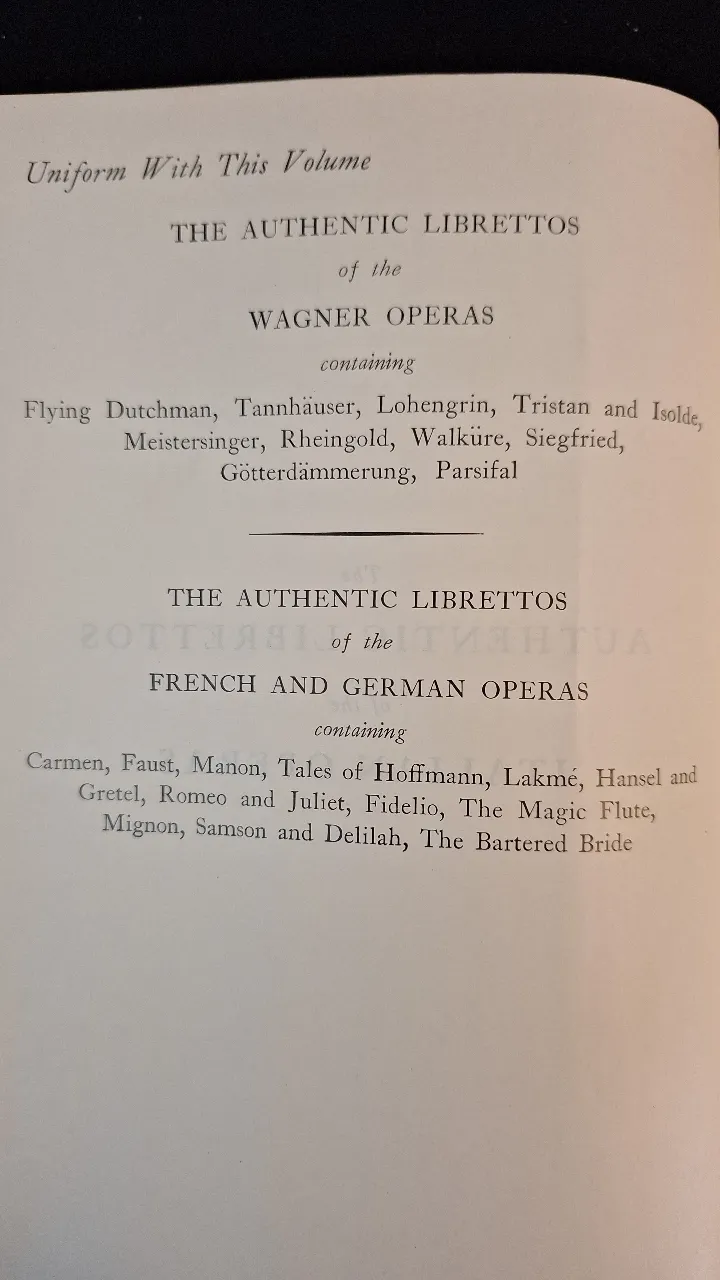 Uniform With This Volume
THE AUTHENTIC LIBRETTOS
of the
WAGNER OPERAS
containing
Flying Dutchman, Tannhäuser, Lohengrin, Tristan and Isolde,
Meistersinger, Rheingold, Walküre, Siegfried,
Götterdämmerung, Parsifal
THE AUTHENTIC LIBRETTOS
of the
FRENCH AND GERMAN OPERAS
containing
Carmen, Faust, Manon, Tales of Hoffmann, Lakmé, Hansel and
Gretel, Romeo and Juliet, Fidelio, The Magic Flute,
Mignon, Samson and Delilah, The Bartered Bride